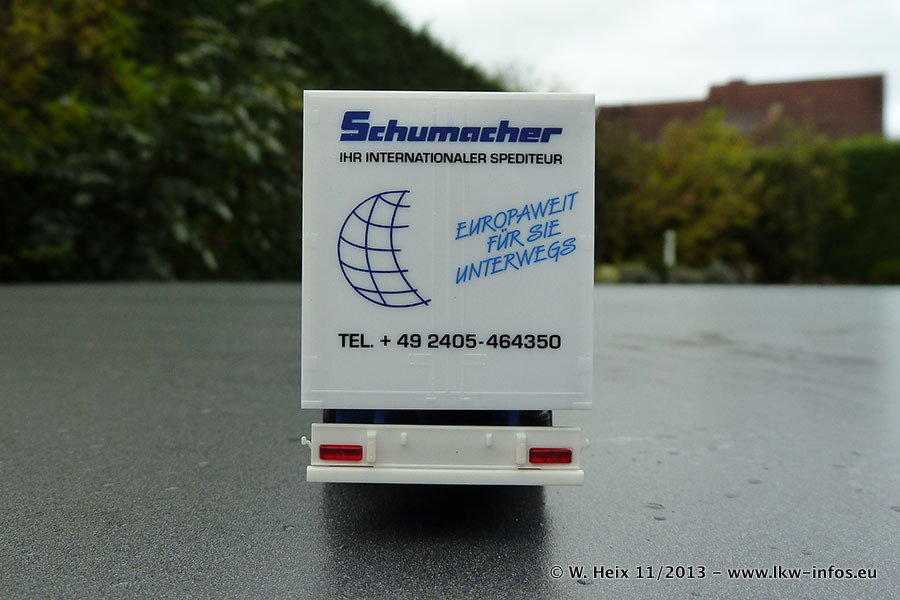 Schumacher
IHR INTERNATIONALER SPEDITEUR
EUROPAWEIT
FÜR SIE
UNTERWEGS
TEL. + 49 2405-464350
© W. Heix 11/2013 - www.lkw-infos.eu